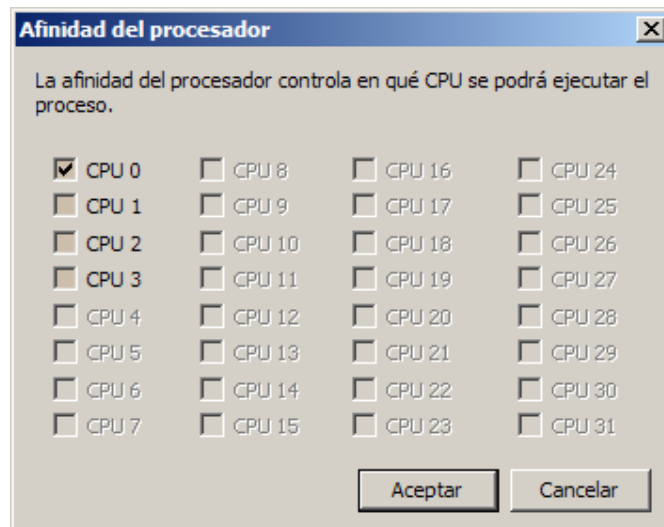 Afinidad del procesador
La afinidad del procesador controla en qué CPU se podrá ejecutar el
proceso.
CPU 0 CPU 8 CPU 16 CPU 24
CPU 1 CPU 9 CPU 17 CPU 25
CPU 2 CPU 10 CPU 18 CPU 26
CPU 3 CPU 11 CPU 19 CPU 27
CPU 4 CPU 12 CPU 20 CPU 28
CPU 5 CPU 13 CPU 21 CPU 29
CPU 6 CPU 14 CPU 22 CPU 30
CPU 7 CPU 15 CPU 23 CPU 31
Aceptar Cancelar